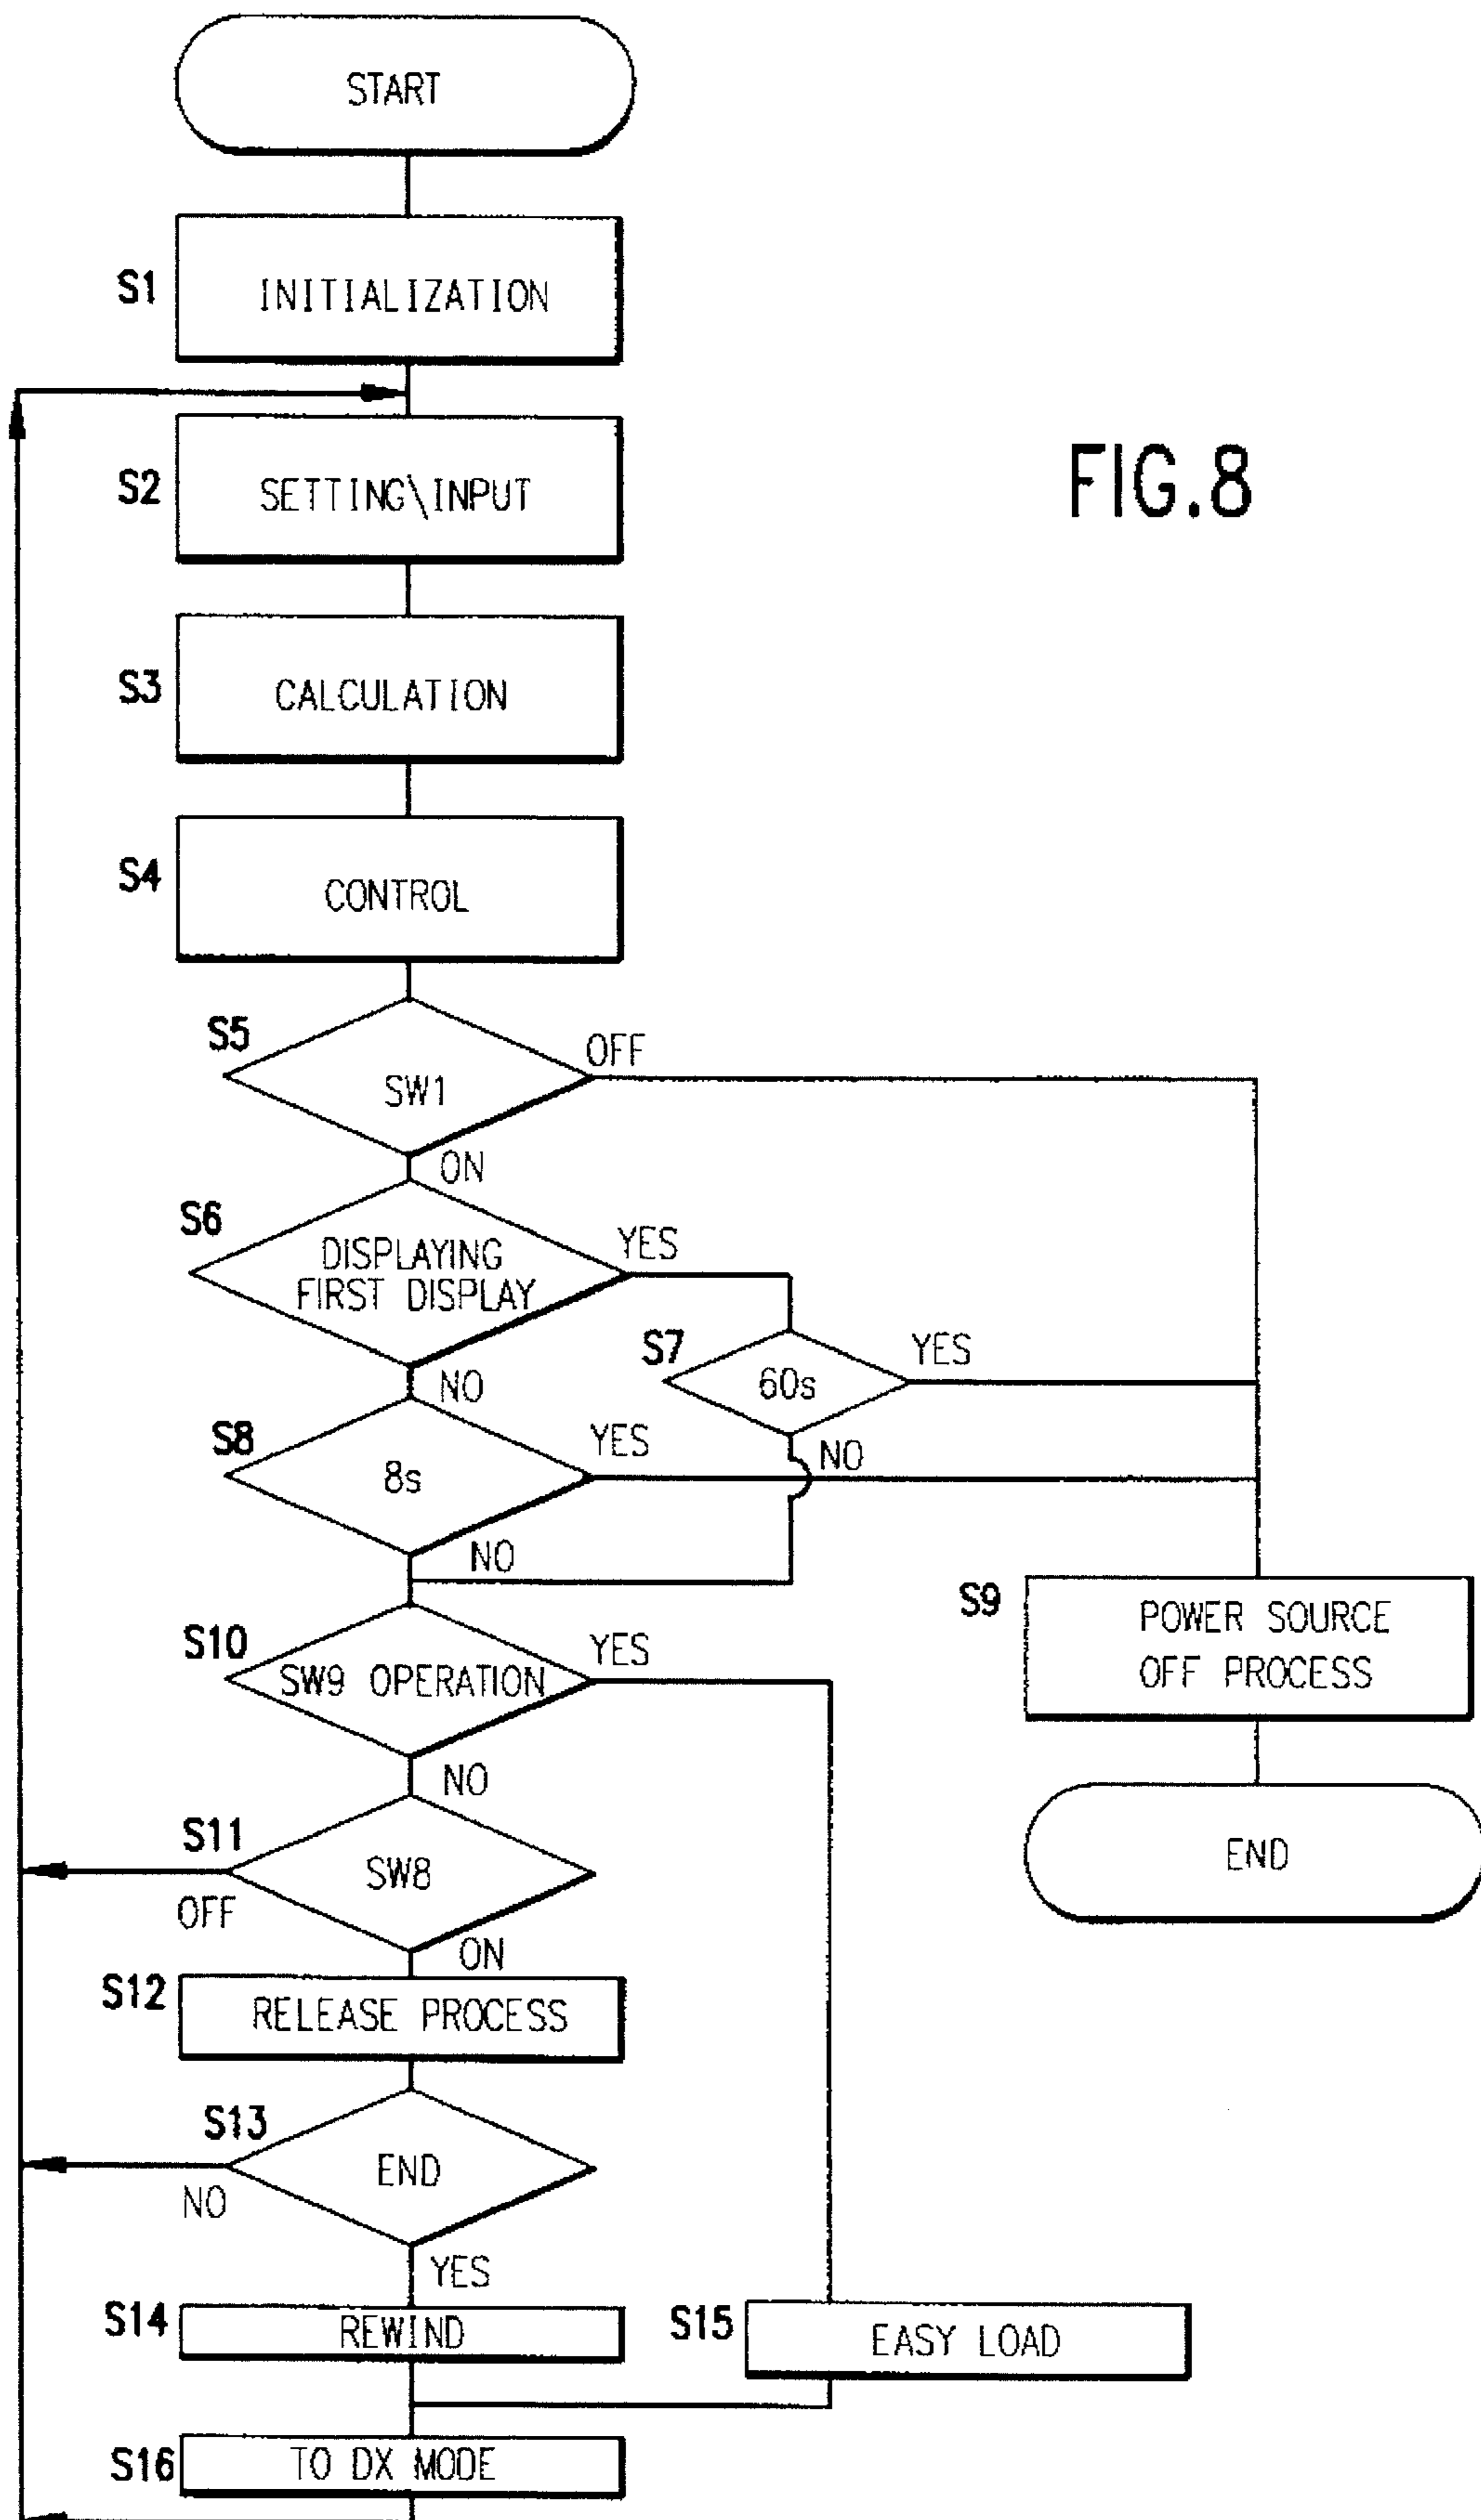 START
S1
INITIALIZATION
FIG.8
S2
SETTING\INPUT
S3
CALCULATION
S4
CONTROL
S5
OFF
SW1
ON
S6
YES
DISPLAYING
FIRST DISPLAY
S7
YES
60s
NO
S8
YES
NO
8s
NO
S9
POWER SOURCE
OFF PROCESS
S10
YES
SW9 OPERATION
NO
S11
SW8
END
OFF
ON
S12
RELEASE PROCESS
S13
END
NO
YES
S14
REWIND
S15
EASY LOAD
S16
TO DX MODE